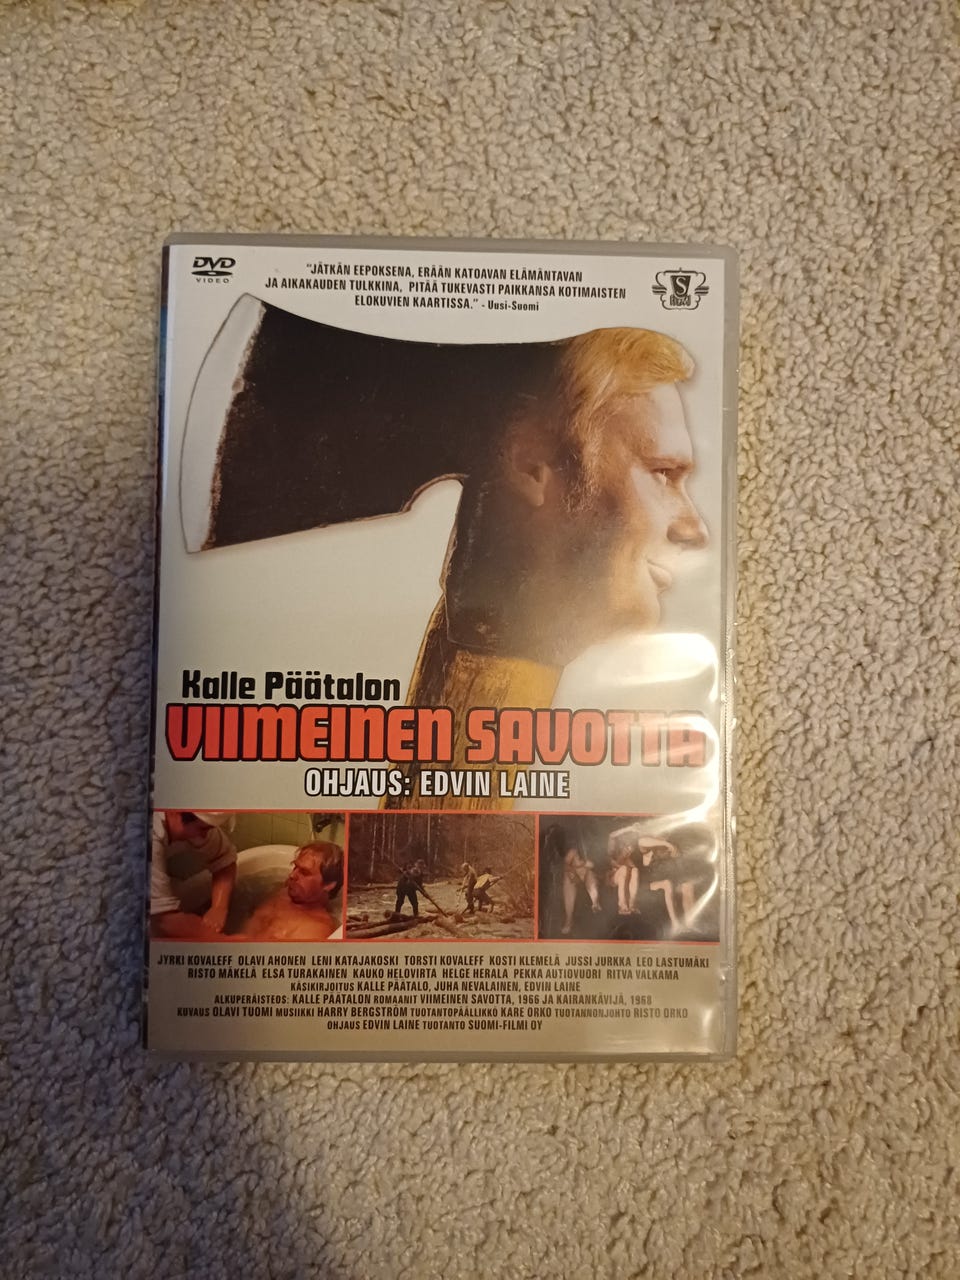 DVD
VIDEO
"JÄTKÄN EEPOKSENA, ERÄÄN KATOAVAN ELÄMÄNTAVAN
JA AIKAKAUDEN TULKKINA, PITÄÄ TUKEVASTI PAIKKANSA KOTIMAISTEN
ELOKUVIEN KAARTISSA." - Uusi-Suomi
S
Kalle Päätalon
VIIMEINEN SAVOTTA
OHJAUS: EDVIN LAINE
JYRKI KOVALEFF OLAVI AHONEN LENI KATAJAKOSKI TORSTI KOVALEFF KOSTI KLEMELÄ JUSSI JURKKA LEO LASTUMÄKI
RISTO MÄKELÄ ELSA TURAKAINEN KAUKO HELOVIRTA HELGE HERALA PEKKA AUTIOVUORI RITVA VALKAMA
KÄSIKIRJOITUS KALLE PÄÄTALO, JUHA NEVALAINEN, EDVIN LAINE
ALKUPERÄISTEOS: KALLE PÄÄTALON ROMAANIT VIIMEINEN SAVOTTA, 1966 JA KAIRANKÄVIJÄ, 1968
KUVAUS OLAVI TUOMI MUSIIKKI HARRY BERGSTRÖM TUOTANTOPÄÄLLIKKÖ KARE ORKO TUOTANNONJOHTO RISTO ORKO
OHJAUS EDVIN LAINE TUOTANTO SUOMI-FILMI OY